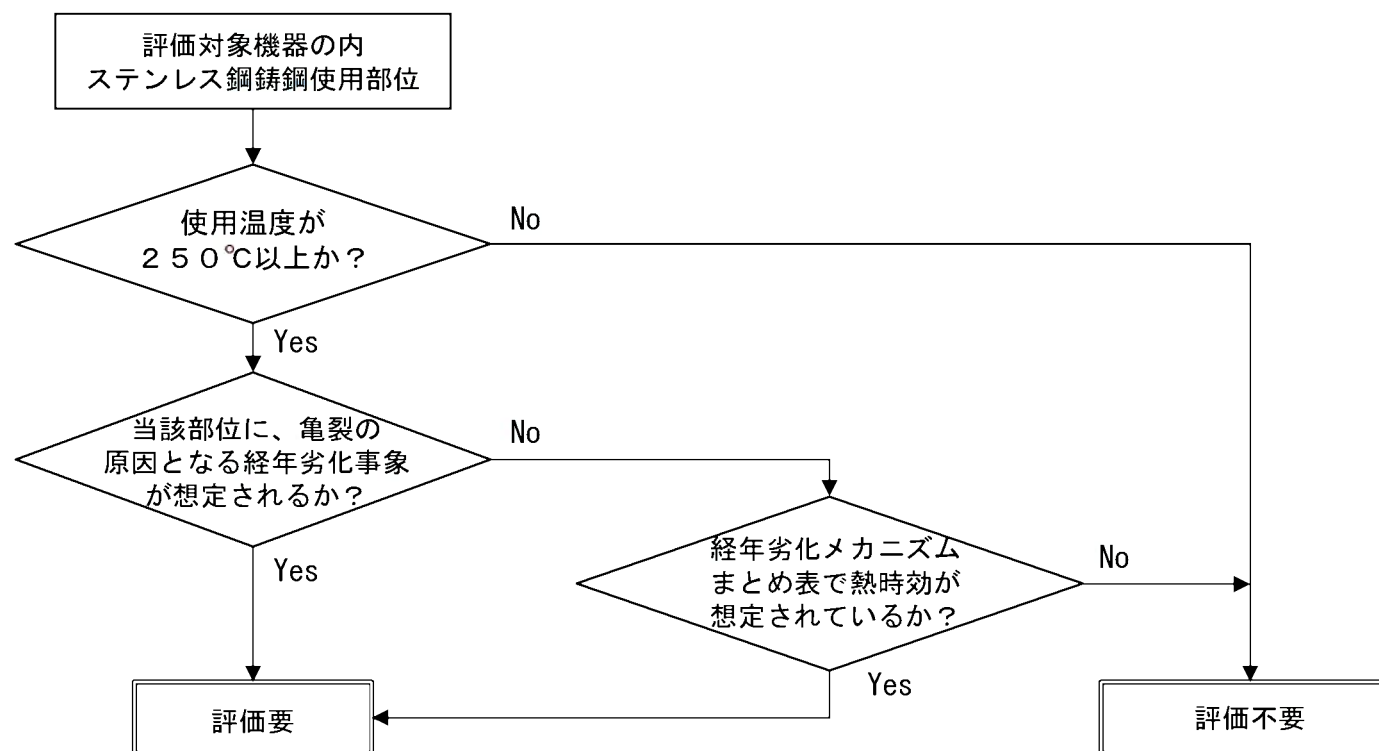 評価対象機器の内
ステンレス鋼鋳鋼使用部位
使用温度が
250℃以上か?
No
Yes
当該部位に、亀裂の
原因となる経年劣化事象
が想定されるか?
No
Yes
経年劣化メカニズム
まとめ表で熱時効が
想定されているか?
No
Yes
評価要
評価不要